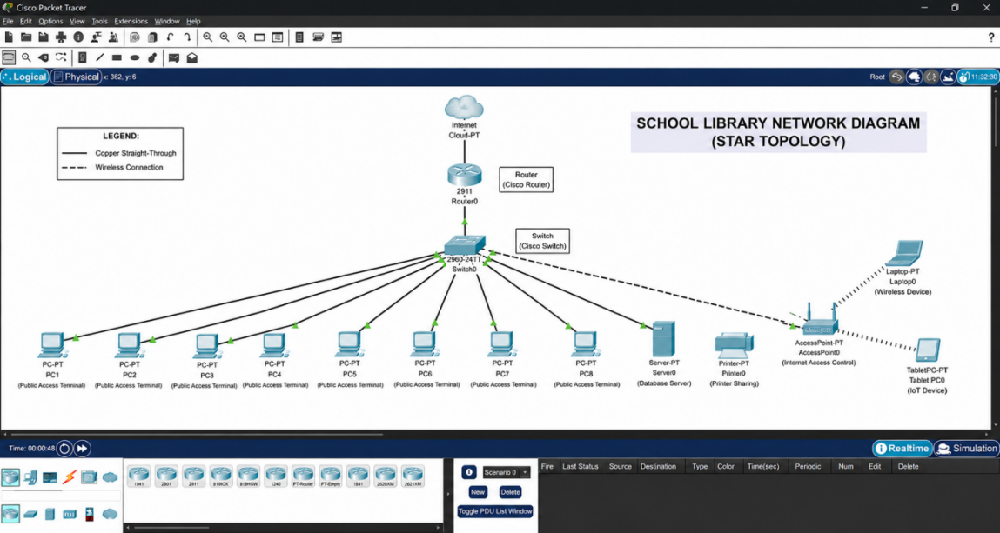 Cisco Packet Tracer
File Edit Options View Tools Extensions Window Help
?
Logical Physical x: 362, y: 6 Root 11:32:30
LEGEND:
Copper Straight-Through
Wireless Connection
Internet
Cloud-PT
SCHOOL LIBRARY NETWORK DIAGRAM
(STAR TOPOLOGY)
2911
Router0
Router
(Cisco Router)
2960-24TT
Switch0
Switch
(Cisco Switch)
PC-PT
PC1
(Public Access Terminal)
PC-PT
PC2
(Public Access Terminal)
PC-PT
PC3
(Public Access Terminal)
PC-PT
PC4
(Public Access Terminal)
PC-PT
PC5
(Public Access Terminal)
PC-PT
PC6
(Public Access Terminal)
PC-PT
PC7
(Public Access Terminal)
PC-PT
PC8
(Public Access Terminal)
Server-PT
Server0
(Database Server)
Printer-PT
Printer0
(Printer Sharing)
AccessPoint-PT
AccessPoint0
(Internet Access Control)
Laptop-PT
Laptop0
(Wireless Device)
TabletPC-PT
Tablet PC0
(IoT Device)
Time: 00:00:48
Realtime Simulation
1941 2901 2911 819HGW 1240 PT-Router PT-Empty 1841 2620XM 2621XM
Scenario 0
New Delete
Toggle PDU List Window
Fire Last Status Source Destination Type Color Time(sec) Periodic Num Edit Delete